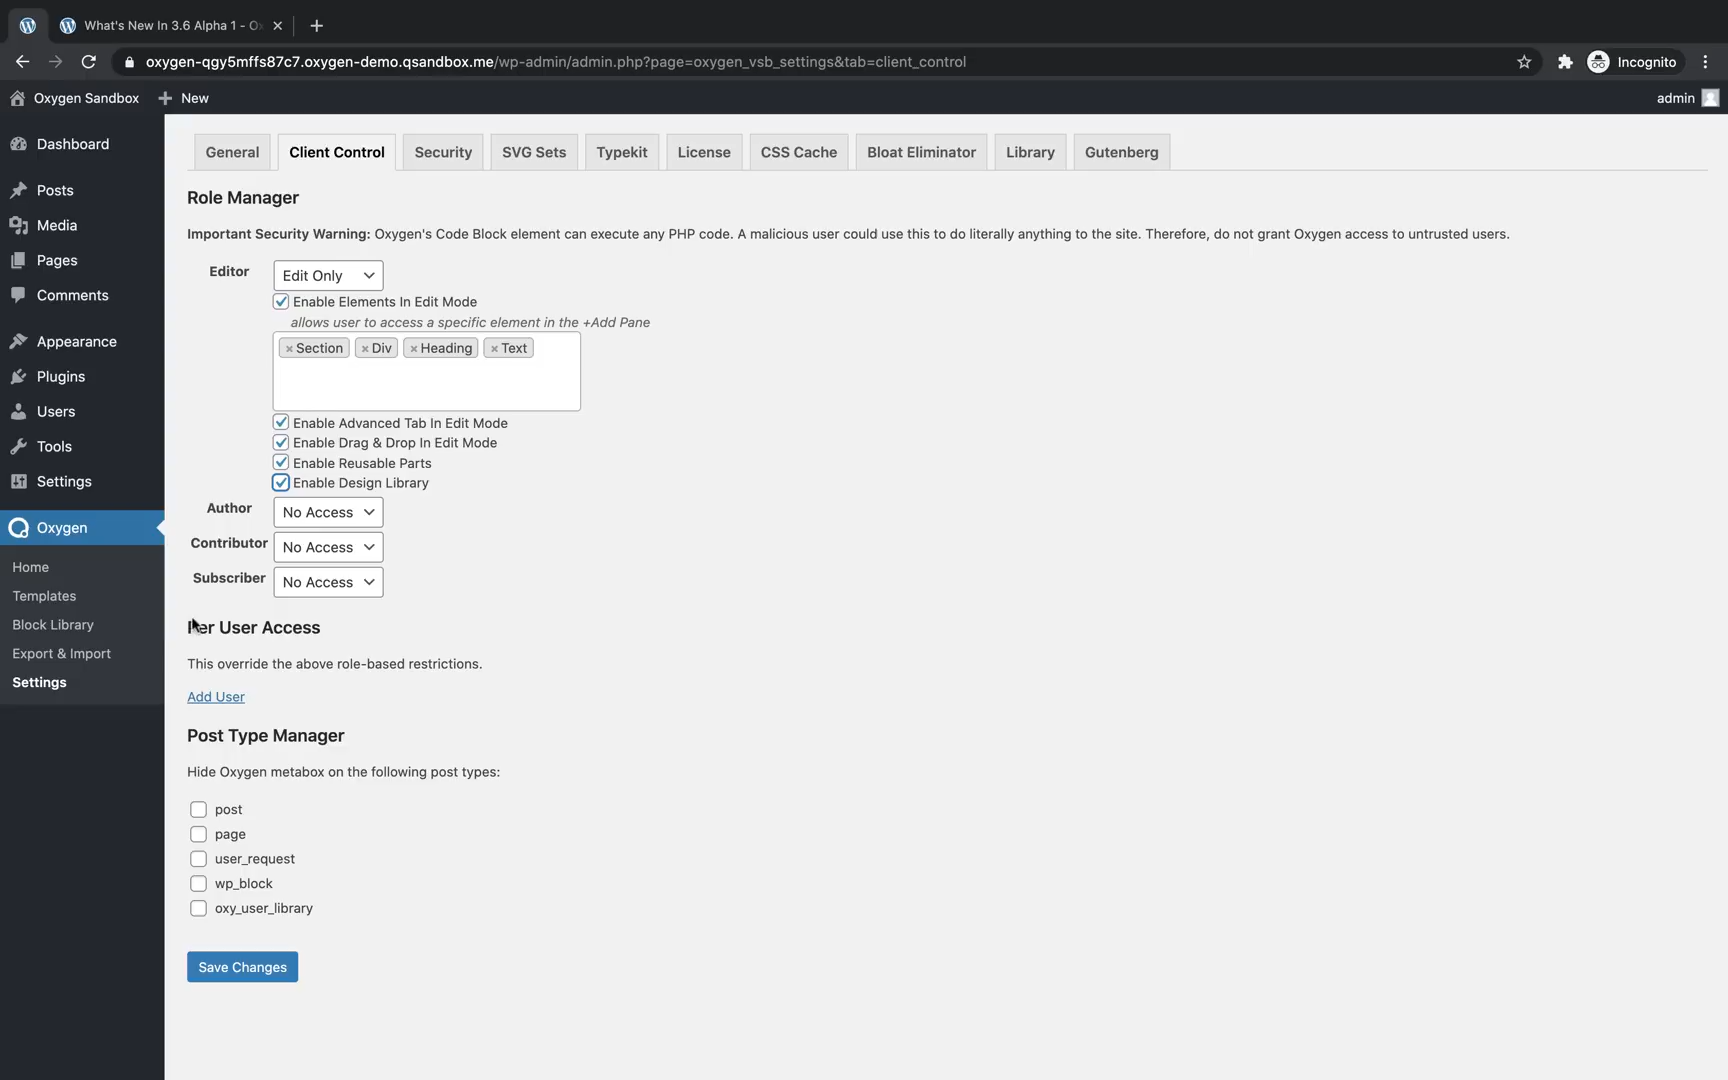 What's New In 3.6 Alpha 1 - Ox
oxygen-qgy5mffs87c7.oxygen-demo.qsandbox.me/wp-admin/admin.php?page=oxygen_vsb_settings&tab=client_control
Incognito
Oxygen Sandbox
New
admin
Dashboard
Posts
Media
Pages
Comments
Appearance
Plugins
Users
Tools
Settings
Oxygen
Home
Templates
Block Library
Export & Import
Settings
General
Client Control
Security
SVG Sets
Typekit
License
CSS Cache
Bloat Eliminator
Library
Gutenberg
Role Manager
Important Security Warning: Oxygen's Code Block element can execute any PHP code. A malicious user could use this to do literally anything to the site. Therefore, do not grant Oxygen access to untrusted users.
Editor
Edit Only
Enable Elements In Edit Mode
allows user to access a specific element in the +Add Pane
× Section × Div × Heading × Text
Enable Advanced Tab In Edit Mode
Enable Drag & Drop In Edit Mode
Enable Reusable Parts
Enable Design Library
Author
No Access
Contributor
No Access
Subscriber
No Access
Per User Access
This override the above role-based restrictions.
Add User
Post Type Manager
Hide Oxygen metabox on the following post types:
post
page
user_request
wp_block
oxy_user_library
Save Changes